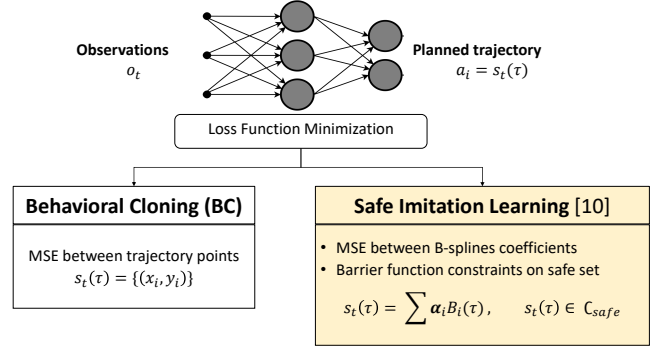 Observations
o_t
Planned trajectory
a_i = s_t(τ)
Loss Function Minimization
Behavioral Cloning (BC)
MSE between trajectory points
s_t(τ) = {(x_i, y_i)}
Safe Imitation Learning [10]
• MSE between B-splines coefficients
• Barrier function constraints on safe set
s_t(τ) = ∑ α_i B_i(τ) , s_t(τ) ∈ C_safe